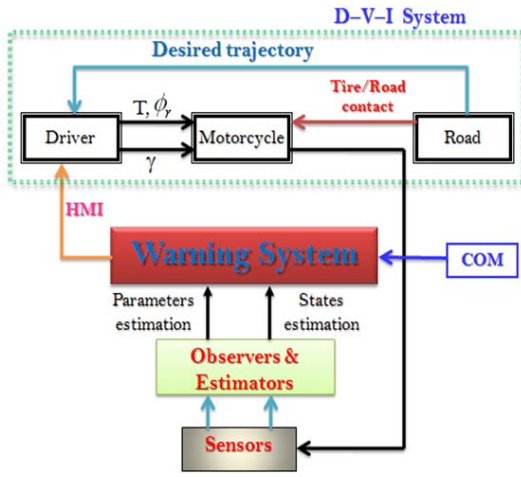 D–V–I System
Desired trajectory
Tire/Road
contact
T, ϕᵣ
Driver
Motorcycle
Road
γ
HMI
Warning System
COM
Parameters
estimation
States
estimation
Observers &
Estimators
Sensors